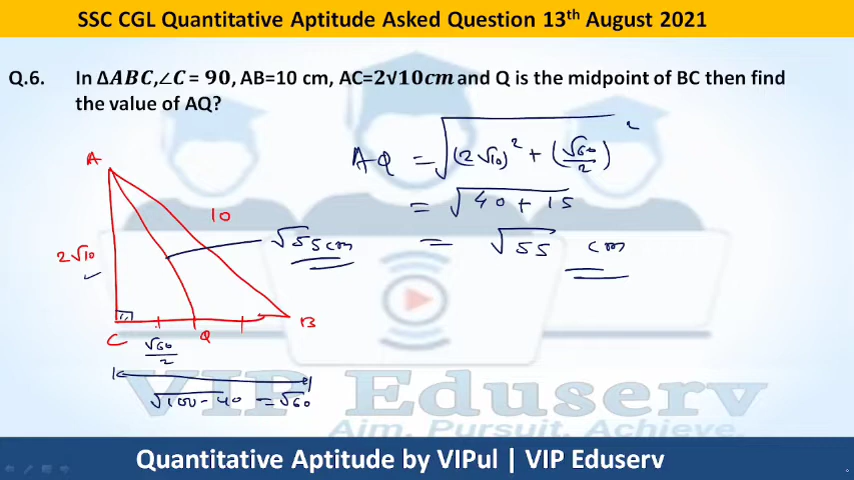 SSC CGL Quantitative Aptitude Asked Question 13th August 2021
Q.6. In ΔABC,∠C = 90, AB=10 cm, AC=2√10cm and Q is the midpoint of BC then find
the value of AQ?
AQ = √(2√10)² + (√60/2)²
= √40 + 15
= √55 cm
A
10
√55cm
2√10
C
Q
B
√60/2
√100-40 = √60
VIP Eduserv
Aim. Pursuit. Achieve.
Quantitative Aptitude by VIPul | VIP Eduserv